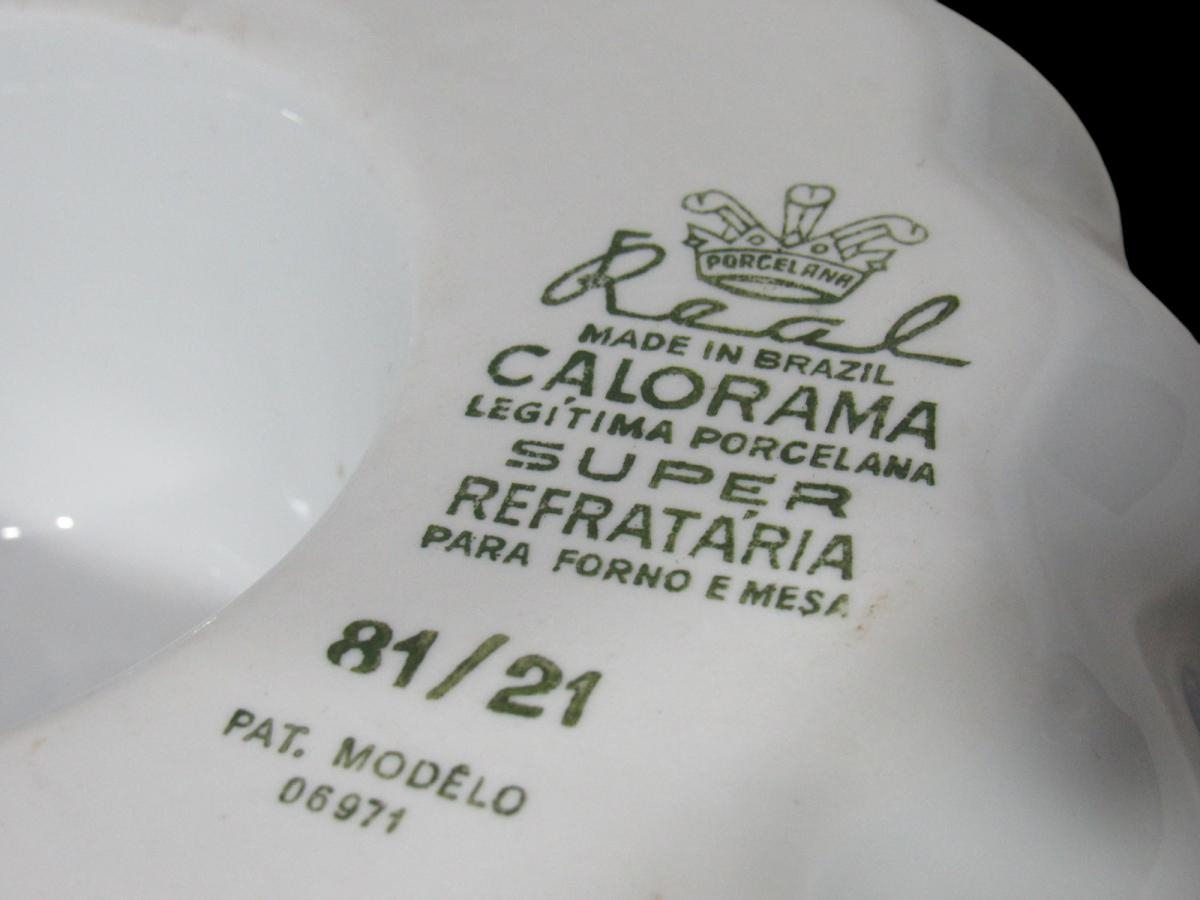 PORCELANA
Real
MADE IN BRAZIL
CALORAMA
LEGÍTIMA PORCELANA
SUPER
REFRATÁRIA
PARA FORNO E MESA
81/21
PAT. MODÊLO
06971